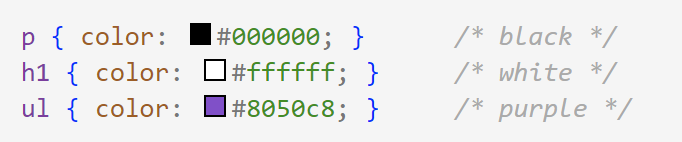 p { color: #000000; }      /* black */
h1 { color: #ffffff; }     /* white */
ul { color: #8050c8; }     /* purple */